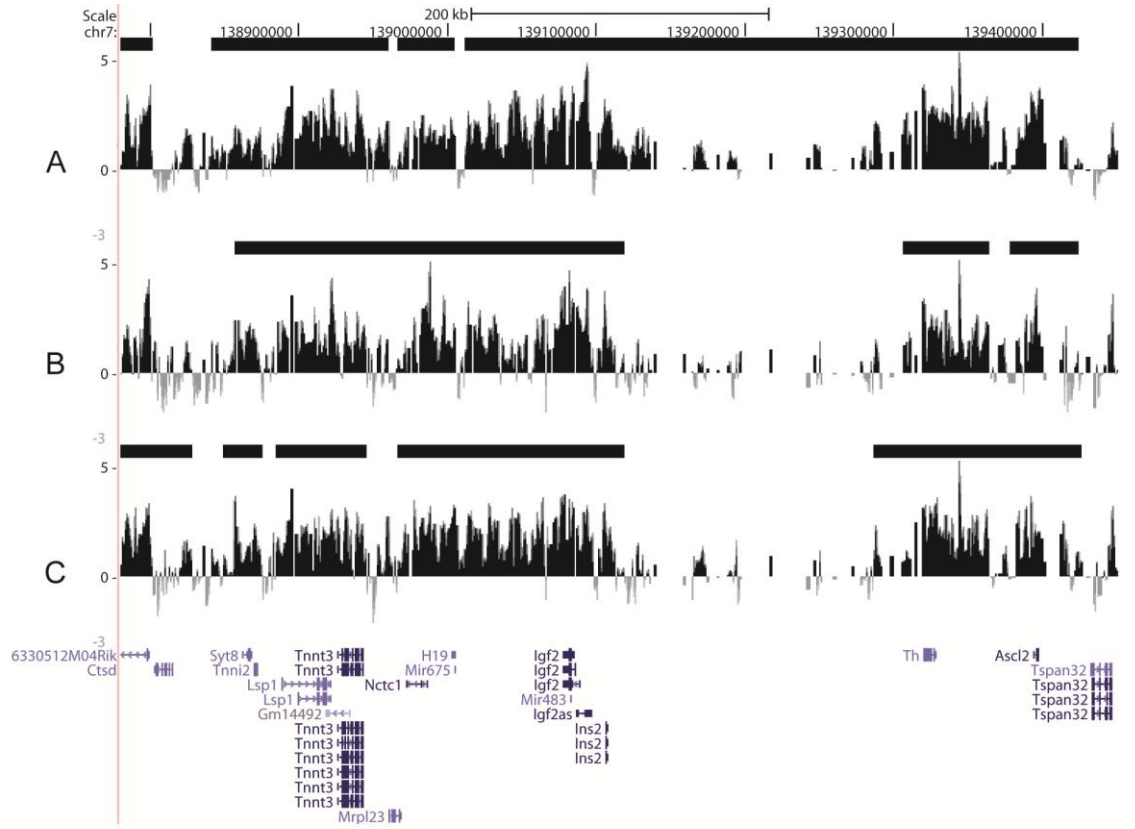 Scale
200 kb
chr7:
138900000
139000000
139100000
139200000
139300000
139400000
5
A
0
-3
5
B
0
-3
5
C
0
-3
6330512M04Rik
Syt8
Tnnt3
H19
Igf2
Th
Ascl2
Ctsd
Tnni2
Tnnt3
Mir675
Igf2
Tspan32
Lsp1
Nctc1
Igf2
Tspan32
Lsp1
Mir483
Tspan32
Gm14492
Igf2as
Tspan32
Tnnt3
Ins2
Tnnt3
Ins2
Tnnt3
Ins2
Tnnt3
Tnnt3
Tnnt3
Mrpl23